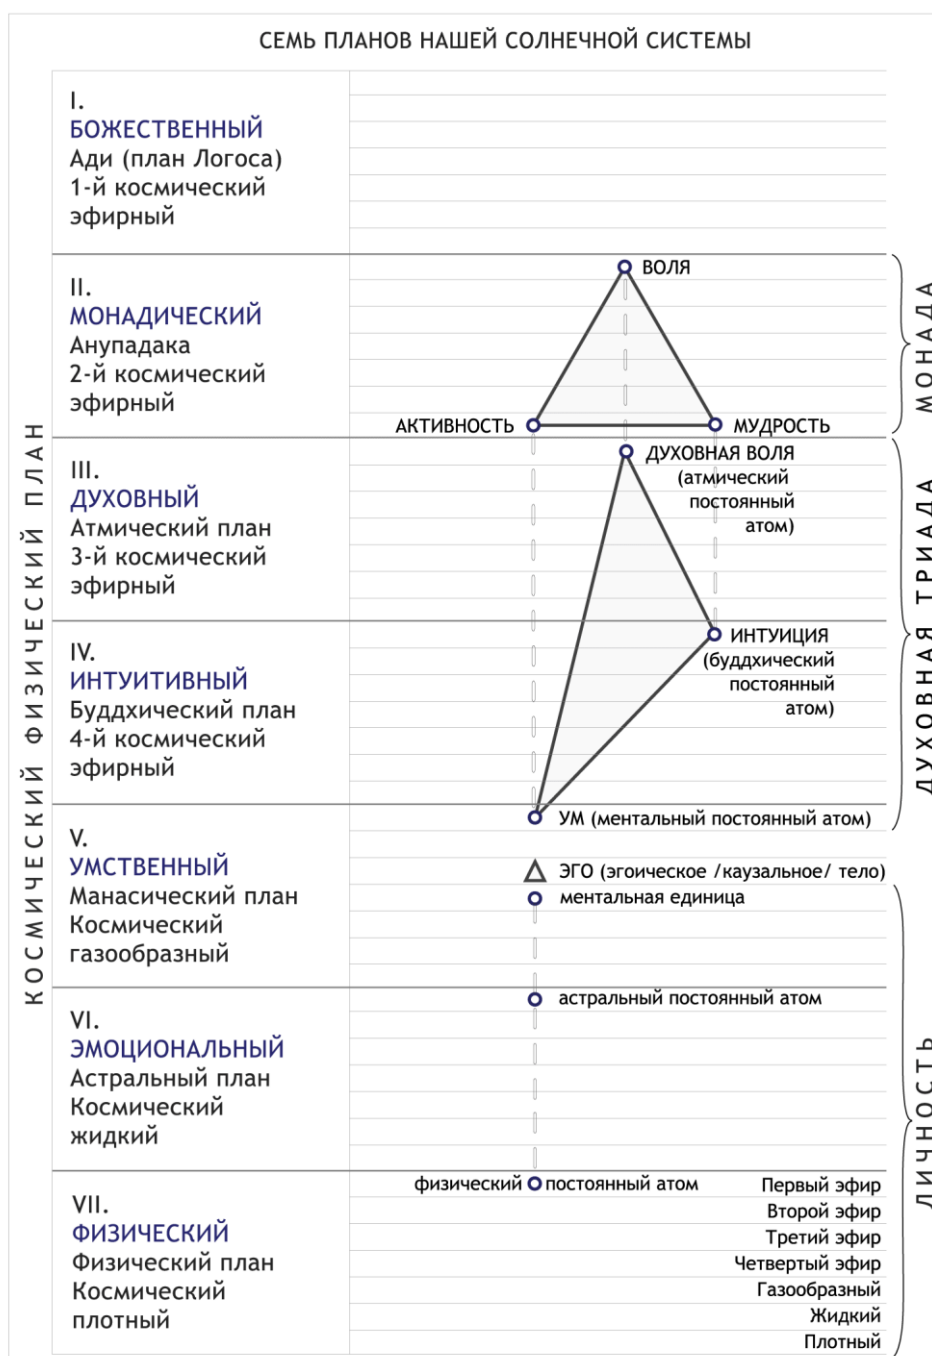 СЕМЬ ПЛАНОВ НАШЕЙ СОЛНЕЧНОЙ СИСТЕМЫ
КОСМИЧЕСКИЙ ФИЗИЧЕСКИЙ ПЛАН
I.
БОЖЕСТВЕННЫЙ
Ади (план Логоса)
1-й космический
эфирный
II.
МОНАДИЧЕСКИЙ
Анупадака
2-й космический
эфирный
ВОЛЯ
АКТИВНОСТЬ
МУДРОСТЬ
МОНАДА
III.
ДУХОВНЫЙ
Атмический план
3-й космический
эфирный
ДУХОВНАЯ ВОЛЯ
(атмический
постоянный
атом)
IV.
ИНТУИТИВНЫЙ
Буддхический план
4-й космический
эфирный
ИНТУИЦИЯ
(буддхический
постоянный
атом)
ДУХОВНАЯ ТРИАДА
V.
УМСТВЕННЫЙ
Манасический план
Космический
газообразный
УМ (ментальный постоянный атом)
ЭГО (эгоическое /каузальное/ тело)
ментальная единица
VI.
ЭМОЦИОНАЛЬНЫЙ
Астральный план
Космический
жидкий
астральный постоянный атом
ЛИЧНОСТЬ
VII.
ФИЗИЧЕСКИЙ
Физический план
Космический
плотный
физический постоянный атом
Первый эфир
Второй эфир
Третий эфир
Четвертый эфир
Газообразный
Жидкий
Плотный